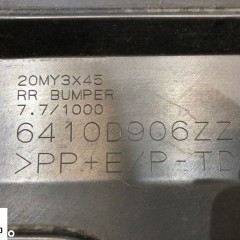 20MY3X45
RR BUMPER
7.7/1000
6410D906ZZ
>PP+E/P-TD